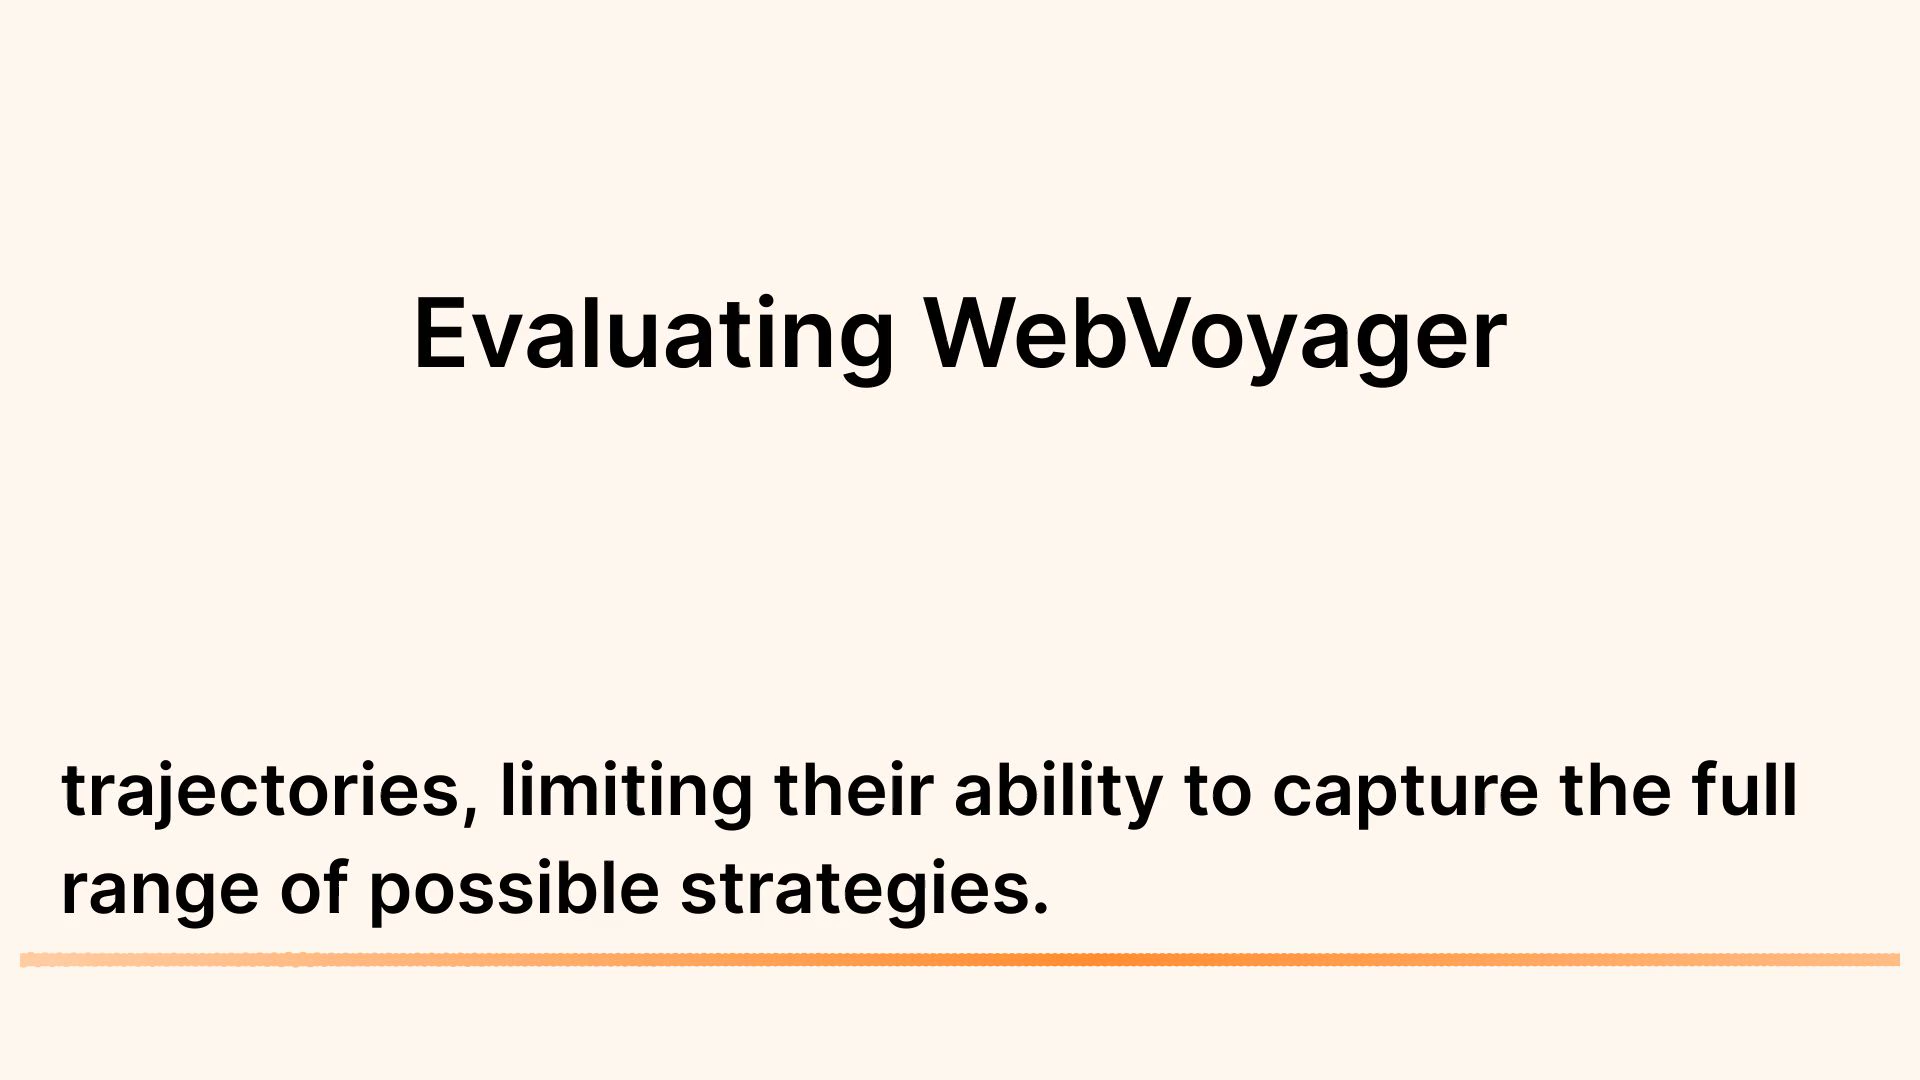 Evaluating WebVoyager
trajectories, limiting their ability to capture the full
range of possible strategies.